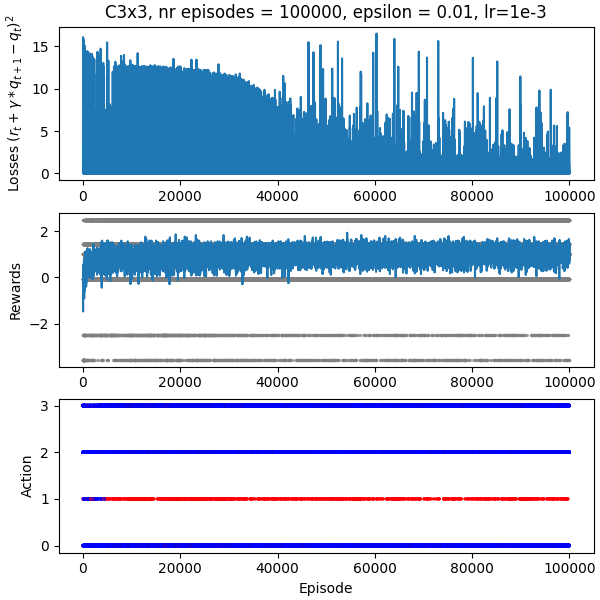 C3x3, nr episodes = 100000, epsilon = 0.01, lr=1e-3
Losses $(r_t + \gamma * q_{t+1} - q_t)^2$
15
10
5
0
0 20000 40000 60000 80000 100000
Rewards
2
0
−2
0 20000 40000 60000 80000 100000
Action
3
2
1
0
0 20000 40000 60000 80000 100000
Episode